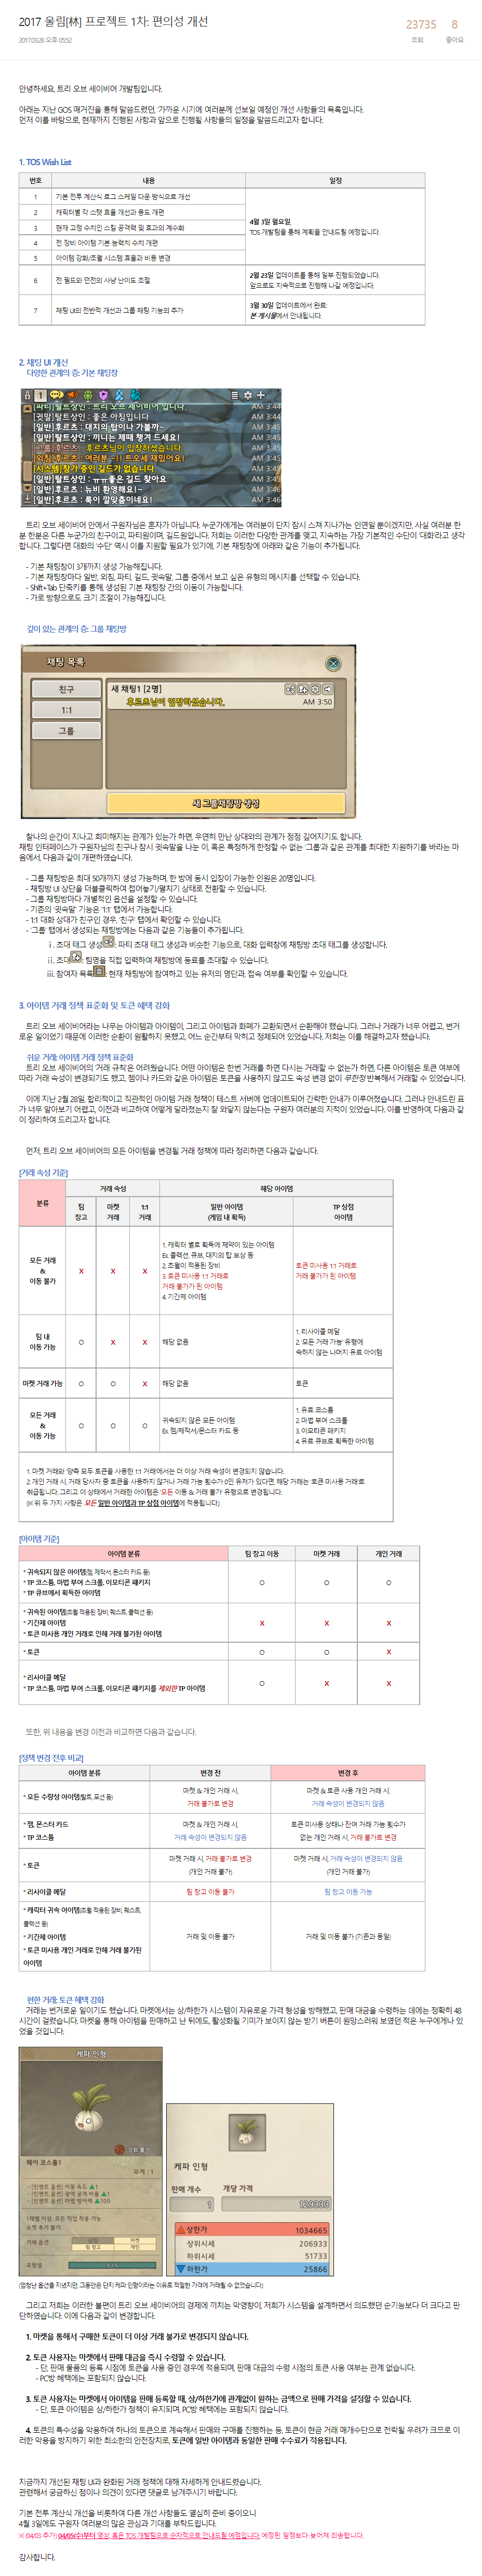 2017 울림[林] 프로젝트 1차: 편의성 개선
23735 8
2017.03.28 오후 05:52
조회 좋아요
안녕하세요, 트리 오브 세이비어 개발팀입니다.
아래는 지난 GOS 매거진을 통해 말씀드렸던, '가까운 시기에 여러분께 선보일 예정인 개선 사항들'의 목록입니다.
먼저 이를 바탕으로, 현재까지 진행된 사항과 앞으로 진행될 사항들의 일정을 말씀드리고자 합니다.
1. TOS Wish List
번호 내용 일정
1 기본 전투 계산식 로그 스케일 다운 방식으로 개선
2 캐릭터별 각 스탯 효율 개선과 용도 개편
3 현재 고정 수치인 스킬 공격력 및 효과의 계수화
4 전 장비 아이템 기본 능력치 수치 개편
5 아이템 강화/초월 시스템 효율과 비용 변경
4월 3일 월요일,
TOS 개발팀을 통해 계획을 안내드릴 예정입니다.
6 전 필드와 던전의 사냥 난이도 조절
2월 23일 업데이트를 통해 일부 진행되었습니다.
앞으로도 지속적으로 진행해 나갈 예정입니다.
7 채팅 UI의 전반적 개선과 그룹 채팅 기능의 추가
3월 30일 업데이트에서 완료:
본 게시물에서 안내됩니다.
2. 채팅 UI 개선
다양한 관계의 층: 기본 채팅창
1
[파티]탈트상인 : 트리 오브 세이비어 입니다. AM 3:44
[귓말]탈트상인 : 좋은 아침입니다 AM 3:44
[일반]후르츠 : 대지의 탑이나 가볼까~ AM 3:45
[일반]탈트상인 : 끼니는 제때 챙겨 드세요! AM 3:45
후르츠님이 입장하셨습니다. AM 3:45
[외침]후르츠 : 여러분 ~!! 트오세 재밌어요! AM 3:45
[시스템]참가 중인 길드가 없습니다. AM 3:45
[일반]탈트상인 : ㅠㅠ좋은 길드 찾아요 AM 3:45
[일반]후르츠 : 뉴비 환영해요!~ AM 3:46
[일반]후르츠 : 톡이 깔맞춤이네요! AM 3:46
트리 오브 세이비어 안에서 구원자님은 혼자가 아닙니다. 누군가에게는 여러분이 단지 잠시 스쳐 지나가는 인연일 뿐이겠지만, 사실 여러분 한
분 한분은 다른 누군가의 친구이고, 파티원이며, 길드원입니다. 저희는 이러한 다양한 관계를 맺고, 지속하는 가장 기본적인 수단이 '대화'라고 생각
합니다. 그렇다면 대화의 '수단' 역시 이를 지원할 필요가 있기에, 기본 채팅창에 아래와 같은 기능이 추가됩니다.
- 기본 채팅창이 3개까지 생성 가능해집니다.
- 기본 채팅창마다 일반, 외침, 파티, 길드, 귓속말, 그룹 중에서 보고 싶은 유형의 메시지를 선택할 수 있습니다.
- Shift+Tab 단축키를 통해, 생성된 기본 채팅창 간의 이동이 가능합니다.
- 가로 방향으로도 크기 조절이 가능해집니다.
깊이 있는 관계의 층: 그룹 채팅방
채팅 목록
친구
1:1
그룹
새 채팅1 [2명]
후르츠님이 입장하셨습니다. AM 3:50
새 그룹채팅방 생성
찰나의 순간이 지나고 희미해지는 관계가 있는가 하면, 우연히 만난 상대와의 관계가 점점 깊어지기도 합니다.
채팅 인터페이스가 구원자님의 친구나 잠시 귓속말을 나눈 이, 혹은 특정하게 한정할 수 없는 '그룹'과 같은 관계를 최대한 지원하기를 바라는 마
음에서, 다음과 같이 개편하였습니다.
- 그룹 채팅방은 최대 50개까지 생성 가능하며, 한 방에 동시 입장이 가능한 인원은 20명입니다.
- 채팅방 UI 상단을 더블클릭하여 접어놓기/펼치기 상태로 전환할 수 있습니다.
- 그룹 채팅방마다 개별적인 옵션을 설정할 수 있습니다.
- 기존의 '귓속말' 기능은 '1:1' 탭에서 가능합니다.
- 1:1 대화 상대가 친구인 경우, '친구' 탭에서 확인할 수 있습니다.
- '그룹' 탭에서 생성되는 채팅방에는 다음과 같은 기능들이 추가됩니다.
ⅰ. 초대 태그 생성 : 파티 초대 태그 생성과 비슷한 기능으로, 대화 입력창에 채팅방 초대 태그를 생성합니다.
ⅱ. 초대 : 팀명을 직접 입력하여 채팅방에 동료를 초대할 수 있습니다.
ⅲ. 참여자 목록 : 현재 채팅방에 참여하고 있는 유저의 명단과, 접속 여부를 확인할 수 있습니다.
3. 아이템 거래 정책 표준화 및 토큰 혜택 강화
트리 오브 세이비어라는 나무는 아이템과 아이템이, 그리고 아이템과 화폐가 교환되면서 순환해야 했습니다. 그러나 거래가 너무 어렵고, 번거
로운 일이었기 때문에 이러한 순환이 원활하지 못했고, 어느 순간부터 막히고 정체되어 있었습니다. 저희는 이를 해결하고자 했습니다.
쉬운 거래: 아이템 거래 정책 표준화
트리 오브 세이비어의 '거래 규칙'은 어려웠습니다. 어떤 아이템은 한번 거래를 하면 다시는 거래할 수 없는가 하면, 다른 아이템은 토큰 여부에
따라 거래 속성이 변경되기도 했고, 젬이나 카드와 같은 아이템은 토큰을 사용하지 않고도 속성 변경 없이 무한정 반복해서 거래할 수 있었습니다.
이에 지난 2월 28일, 합리적이고 직관적인 아이템 거래 정책이 테스트 서버에 업데이트되어 간략한 안내가 이루어졌습니다. 그러나 안내드린 표
가 너무 알아보기 어렵고, 이전과 비교하여 어떻게 달라졌는지 잘 와닿지 않는다는 구원자 여러분의 지적이 있었습니다. 이를 반영하여, 다음과 같
이 정리하여 드리고자 합니다.
먼저, 트리 오브 세이비어의 모든 아이템을 변경될 거래 정책에 따라 정리하면 다음과 같습니다.
[거래 속성 기준]
분류 거래 속성 해당 아이템
팀 창고 마켓 거래 1:1 거래 일반 아이템 (게임 내 획득) TP 상점 아이템
모든 거래 & 이동 불가 X X X
1. 캐릭터 별로 획득에 제약이 있는 아이템
Ex. 콜렉션, 큐브, 대지의 탑 보상 등
2. 초월이 적용된 장비
3. 토큰 미사용 1:1 거래로
거래 불가가 된 아이템
4. 기간제 아이템
토큰 미사용 1:1 거래로
거래 불가가 된 아이템
팀 내 이동 가능 ○ X X 해당 없음
1. 리사이클 메달
2. '모든 거래 가능' 유형에
속하지 않는 나머지 유료 아이템
마켓 거래 가능 ○ ○ X 해당 없음 토큰
모든 거래 & 이동 가능 ○ ○ ○
귀속되지 않은 모든 아이템
Ex. 젬/제작서/몬스터 카드 등
1. 유료 코스튬
2. 마법 부여 스크롤
3. 이모티콘 패키지
4. 유료 큐브로 획득한 아이템
1. 마켓 거래와 '양측 모두 토큰을 사용한 1:1 거래'에서는 더 이상 거래 속성이 변경되지 않습니다.
2. 개인 거래 시, 거래 당사자 중 토큰을 사용하지 않거나 거래 가능 횟수가 0인 유저가 있다면, 해당 거래는 '토큰 미사용 거래'로
취급됩니다. 그리고 이 상태에서 거래한 아이템은 '모든 이동 & 거래 불가' 유형으로 변경됩니다.
(※ 위 두 가지 사항은 모든 일반 아이템과 TP 상점 아이템에 적용됩니다.)
[아이템 기준]
아이템 분류 팀 창고 이동 마켓 거래 개인 거래
* 귀속되지 않은 아이템(젬, 제작서, 몬스터 카드 등)
* TP 코스튬, 마법 부여 스크롤, 이모티콘 패키지
* TP 큐브에서 획득한 아이템
○ ○ ○
* 귀속된 아이템(초월 적용된 장비, 퀘스트, 콜렉션 등)
* 기간제 아이템
* 토큰 미사용 개인 거래로 인해 거래 불가된 아이템
X X X
* 토큰 ○ ○ X
* 리사이클 메달
* TP 코스튬, 마법 부여 스크롤, 이모티콘 패키지를 제외한 TP 아이템
○ X X
또한, 위 내용을 변경 이전과 비교하면 다음과 같습니다.
[정책 변경 전후 비교]
아이템 분류 변경 전 변경 후
* 모든 수량성 아이템(탈트, 포션 등)
마켓 & 개인 거래 시,
거래 불가로 변경
마켓 & 토큰 사용 개인 거래 시,
거래 속성이 변경되지 않음
* 젬, 몬스터 카드
* TP 코스튬
마켓 & 개인 거래 시,
거래 속성이 변경되지 않음
토큰 미사용 상태나 잔여 거래 가능 횟수가
없는 개인 거래 시, 거래 불가로 변경
* 토큰
마켓 거래 시, 거래 불가로 변경
(개인 거래 불가)
마켓 거래 시, 거래 속성이 변경되지 않음
(개인 거래 불가)
* 리사이클 메달 팀 창고 이동 불가 팀 창고 이동 가능
* 캐릭터 귀속 아이템(초월 적용된 장비, 퀘스트,
콜렉션 등)
* 기간제 아이템
* 토큰 미사용 개인 거래로 인해 거래 불가된
아이템
거래 및 이동 불가 거래 및 이동 불가 (기존과 동일)
편한 거래: 토큰 혜택 강화
거래는 번거로운 일이기도 했습니다. 마켓에서는 상/하한가 시스템이 자유로운 가격 형성을 방해했고, 판매 대금을 수령하는 데에는 정확히 48
시간이 걸렸습니다. 마켓을 통해 아이템을 판매하고 난 뒤에도, 활성화될 기미가 보이지 않는 받기 버튼이 원망스러워 보였던 적은 누구에게나 있
었을 것입니다.
케파 인형
강화 불가
헤어 코스튬1
무게 : 1
- [인챈트 옵션] 이동 속도 ▲1
- [인챈트 옵션] 광역 공격 비율 ▲1
- [인챈트 옵션] 마법 방어력 ▲100
1레벨 이상, 모든 직업 착용 가능
소켓 추가 불가
거래 옵션 상점 마켓 팀 창고 개인
포텐셜 5 / 5
케파 인형
판매 개수 개당 가격
1 129333
상한가 1034665
상위시세 206933
하위시세 51733
하한가 25866
(엄청난 옵션을 지녔지만, 그동안은 단지 케파 인형이라는 이유로 적절한 가격에 거래될 수 없었습니다.)
그리고 저희는 이러한 불편이 트리 오브 세이비어의 경제에 끼치는 악영향이, 저희가 시스템을 설계하면서 의도했던 순기능보다 더 크다고 판
단하였습니다. 이에 다음과 같이 변경합니다.
1. 마켓을 통해서 구매한 토큰이 더 이상 거래 불가로 변경되지 않습니다.
2. 토큰 사용자는 마켓에서 판매 대금을 즉시 수령할 수 있습니다.
- 단, 판매 물품의 등록 시점에 토큰을 사용 중인 경우에 적용되며, 판매 대금의 수령 시점의 토큰 사용 여부는 관계 없습니다.
- PC방 혜택에는 포함되지 않습니다.
3. 토큰 사용자는 마켓에서 아이템을 판매 등록할 때, 상/하한가에 관계없이 원하는 금액으로 판매 가격을 설정할 수 있습니다.
- 단, 토큰 아이템은 상/하한가 정책이 유지되며, PC방 혜택에는 포함되지 않습니다.
4. 토큰의 특수성을 악용하여 하나의 토큰으로 계속해서 판매와 구매를 진행하는 등, 토큰이 현금 거래 매개수단으로 전락될 우려가 크므로 이
러한 악용을 방지하기 위한 최소한의 안전장치로, 토큰에 일반 아이템과 동일한 판매 수수료가 적용됩니다.
지금까지 개선된 채팅 UI과 완화된 거래 정책에 대해 자세하게 안내드렸습니다.
관련해서 궁금하신 점이나 의견이 있다면 댓글로 남겨주시기 바랍니다.
기본 전투 계산식 개선을 비롯하여 다른 개선 사항들도 열심히 준비 중이오니
4월 3일에도 구원자 여러분의 많은 관심과 기대를 부탁드립니다.
※ (04/03 추가) 04/05(수)부터 영상 혹은 TOS 개발팀으로 순차적으로 안내드릴 예정입니다. 예정된 일정보다 늦어져 죄송합니다.
감사합니다.